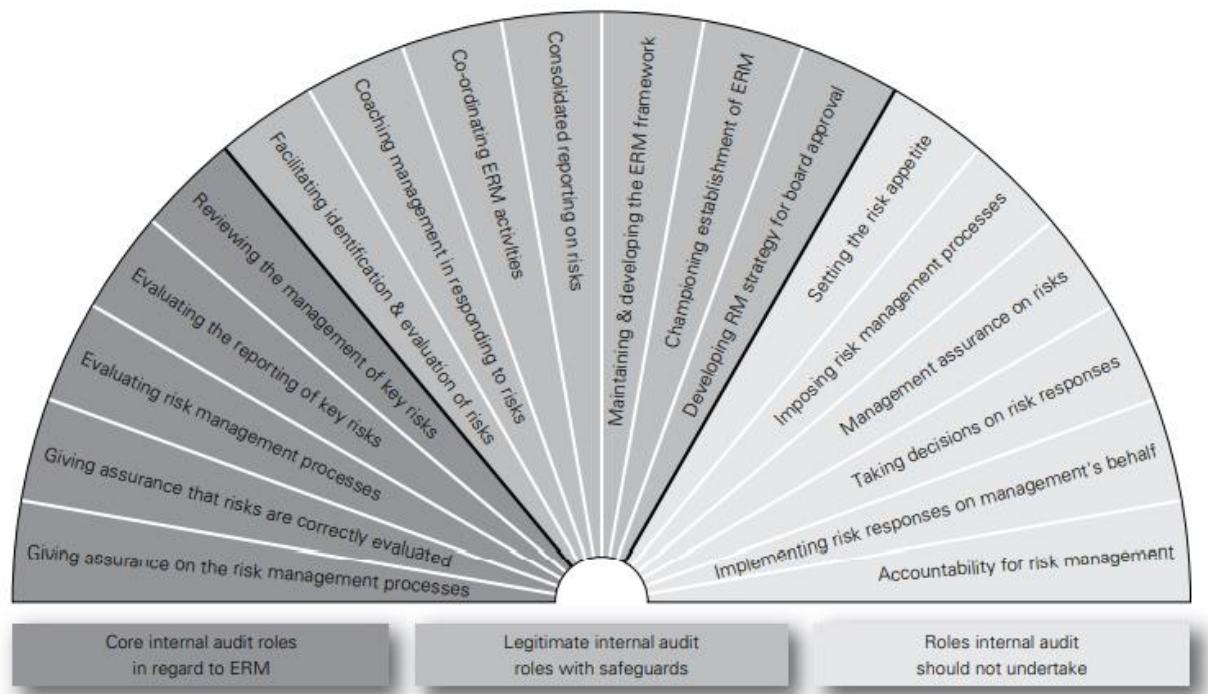 Giving assurance on the risk management processes
Giving assurance that risks are correctly evaluated
Evaluating risk management processes
Evaluating the reporting of key risks
Reviewing the management of key risks
Facilitating identification & evaluation of risks
Coaching management in responding to risks
Co-ordinating ERM activities
Consolidated reporting on risks
Maintaining & developing the ERM framework
Championing establishment of ERM
Developing RM strategy for board approval
Setting the risk appetite
Imposing risk management processes
Management assurance on risks
Taking decisions on risk responses
Implementing risk responses on management's behalf
Accountability for risk management
Core internal audit roles
in regard to ERM
Legitimate internal audit
roles with safeguards
Roles internal audit
should not undertake